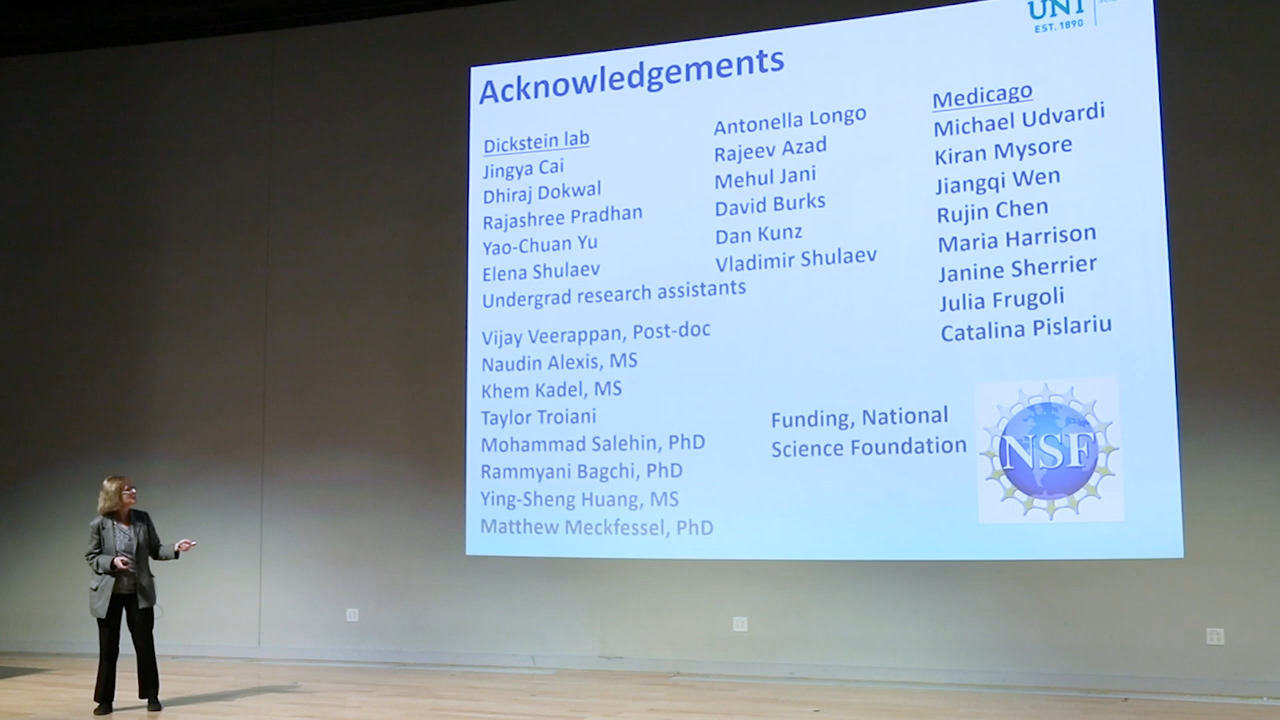 UNT
EST. 1890
Acknowledgements
Dickstein lab
Jingya Cai
Dhiraj Dokwal
Rajashree Pradhan
Yao-Chuan Yu
Elena Shulaev
Undergrad research assistants
Vijay Veerappan, Post-doc
Naudin Alexis, MS
Khem Kadel, MS
Taylor Troiani
Mohammad Salehin, PhD
Rammyani Bagchi, PhD
Ying-Sheng Huang, MS
Matthew Meckfessel, PhD
Antonella Longo
Rajeev Azad
Mehul Jani
David Burks
Dan Kunz
Vladimir Shulaev
Medicago
Michael Udvardi
Kiran Mysore
Jiangqi Wen
Rujin Chen
Maria Harrison
Janine Sherrier
Julia Frugoli
Catalina Pislariu
Funding, National
Science Foundation
NSF